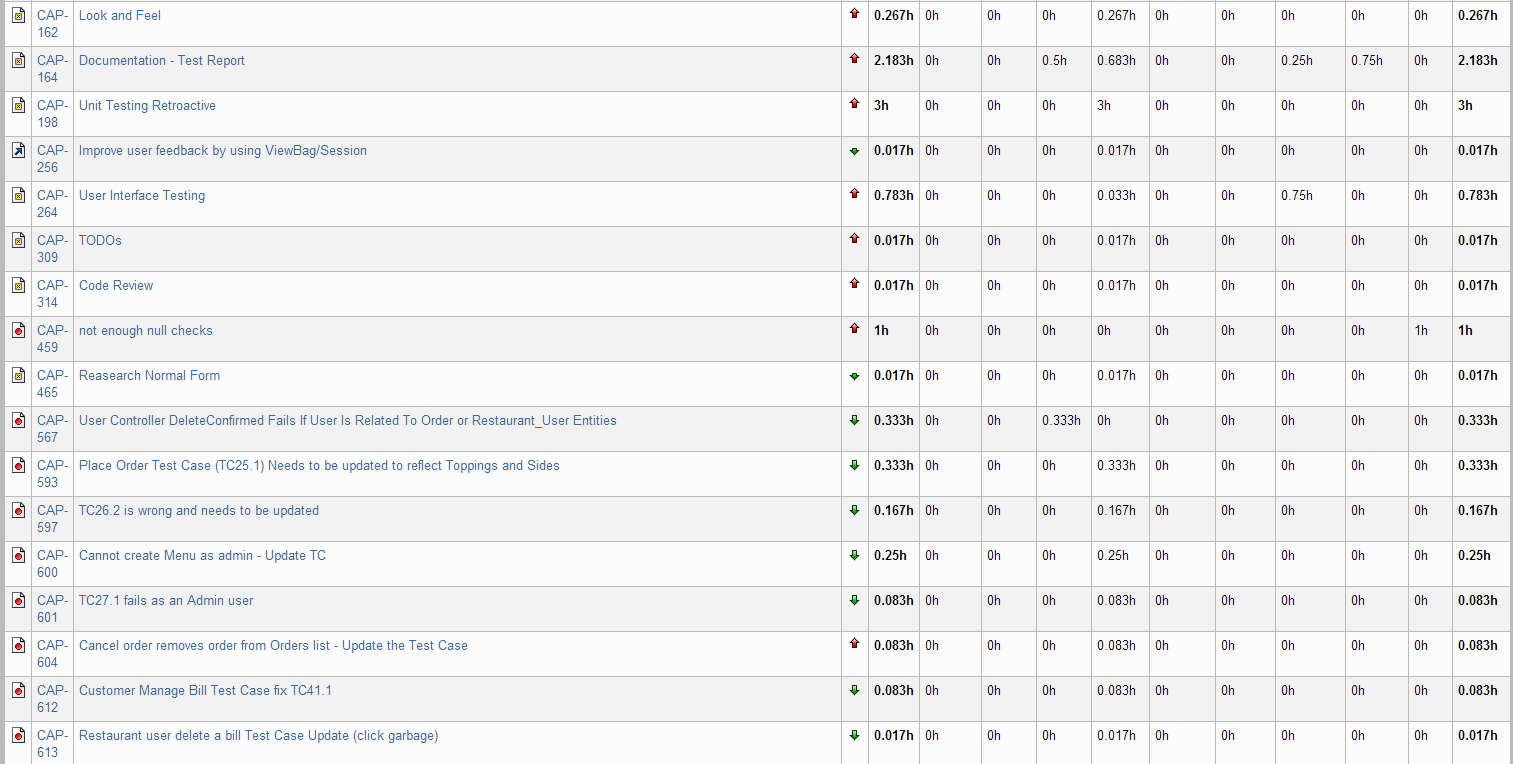 CAP-162 Look and Feel 0.267h 0h 0h 0h 0.267h 0h 0h 0h 0h 0h 0.267h
CAP-164 Documentation - Test Report 2.183h 0h 0h 0.5h 0.683h 0h 0h 0.25h 0.75h 0h 2.183h
CAP-198 Unit Testing Retroactive 3h 0h 0h 0h 3h 0h 0h 0h 0h 0h 3h
CAP-256 Improve user feedback by using ViewBag/Session 0.017h 0h 0h 0h 0.017h 0h 0h 0h 0h 0h 0.017h
CAP-264 User Interface Testing 0.783h 0h 0h 0h 0.033h 0h 0h 0.75h 0h 0h 0.783h
CAP-309 TODOs 0.017h 0h 0h 0h 0.017h 0h 0h 0h 0h 0h 0.017h
CAP-314 Code Review 0.017h 0h 0h 0h 0.017h 0h 0h 0h 0h 0h 0.017h
CAP-459 not enough null checks 1h 0h 0h 0h 0h 0h 0h 0h 0h 1h 1h
CAP-465 Reasearch Normal Form 0.017h 0h 0h 0h 0.017h 0h 0h 0h 0h 0h 0.017h
CAP-567 User Controller DeleteConfirmed Fails If User Is Related To Order or Restaurant_User Entities 0.333h 0h 0h 0.333h 0h 0h 0h 0h 0h 0h 0.333h
CAP-593 Place Order Test Case (TC25.1) Needs to be updated to reflect Toppings and Sides 0.333h 0h 0h 0h 0.333h 0h 0h 0h 0h 0h 0.333h
CAP-597 TC26.2 is wrong and needs to be updated 0.167h 0h 0h 0h 0.167h 0h 0h 0h 0h 0h 0.167h
CAP-600 Cannot create Menu as admin - Update TC 0.25h 0h 0h 0h 0.25h 0h 0h 0h 0h 0h 0.25h
CAP-601 TC27.1 fails as an Admin user 0.083h 0h 0h 0h 0.083h 0h 0h 0h 0h 0h 0.083h
CAP-604 Cancel order removes order from Orders list - Update the Test Case 0.083h 0h 0h 0h 0.083h 0h 0h 0h 0h 0h 0.083h
CAP-612 Customer Manage Bill Test Case fix TC41.1 0.083h 0h 0h 0h 0.083h 0h 0h 0h 0h 0h 0.083h
CAP-613 Restaurant user delete a bill Test Case Update (click garbage) 0.017h 0h 0h 0h 0.017h 0h 0h 0h 0h 0h 0.017h